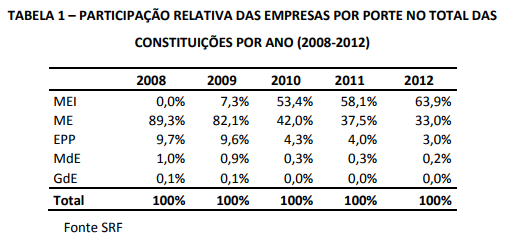 TABELA 1 – PARTICIPAÇÃO RELATIVA DAS EMPRESAS POR PORTE NO TOTAL DAS
CONSTITUIÇÕES POR ANO (2008-2012)
2008 2009 2010 2011 2012
MEI 0,0% 7,3% 53,4% 58,1% 63,9%
ME 89,3% 82,1% 42,0% 37,5% 33,0%
EPP 9,7% 9,6% 4,3% 4,0% 3,0%
MdE 1,0% 0,9% 0,3% 0,3% 0,2%
GdE 0,1% 0,1% 0,0% 0,0% 0,0%
Total 100% 100% 100% 100% 100%
Fonte SRF